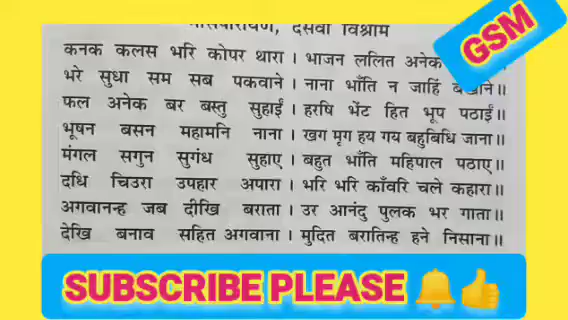 मासपारायण, दसवाँ विश्राम
GSM
कनक कलस भरि कोपर थारा। भाजन ललित अनेक
भरे सुधा सम सब पकवाने। नाना भाँति न जाहिं बखाने॥
फल अनेक बर बस्तु सुहाईं। हरषि भेंट हित भूप पठाईं॥
भूषन बसन महामनि नाना। खग मृग हय गय बहुबिधि जाना॥
मंगल सगुन सुगंध सुहाए। बहुत भाँति महिपाल पठाए॥
दधि चिउरा उपहार अपारा। भरि भरि काँवरि चले कहारा॥
अगवानन्ह जब दीखि बराता। उर आनंदु पुलक भर गाता॥
देखि बनाव सहित अगवाना। मुदित बरातिन्ह हने निसाना॥
SUBSCRIBE PLEASE